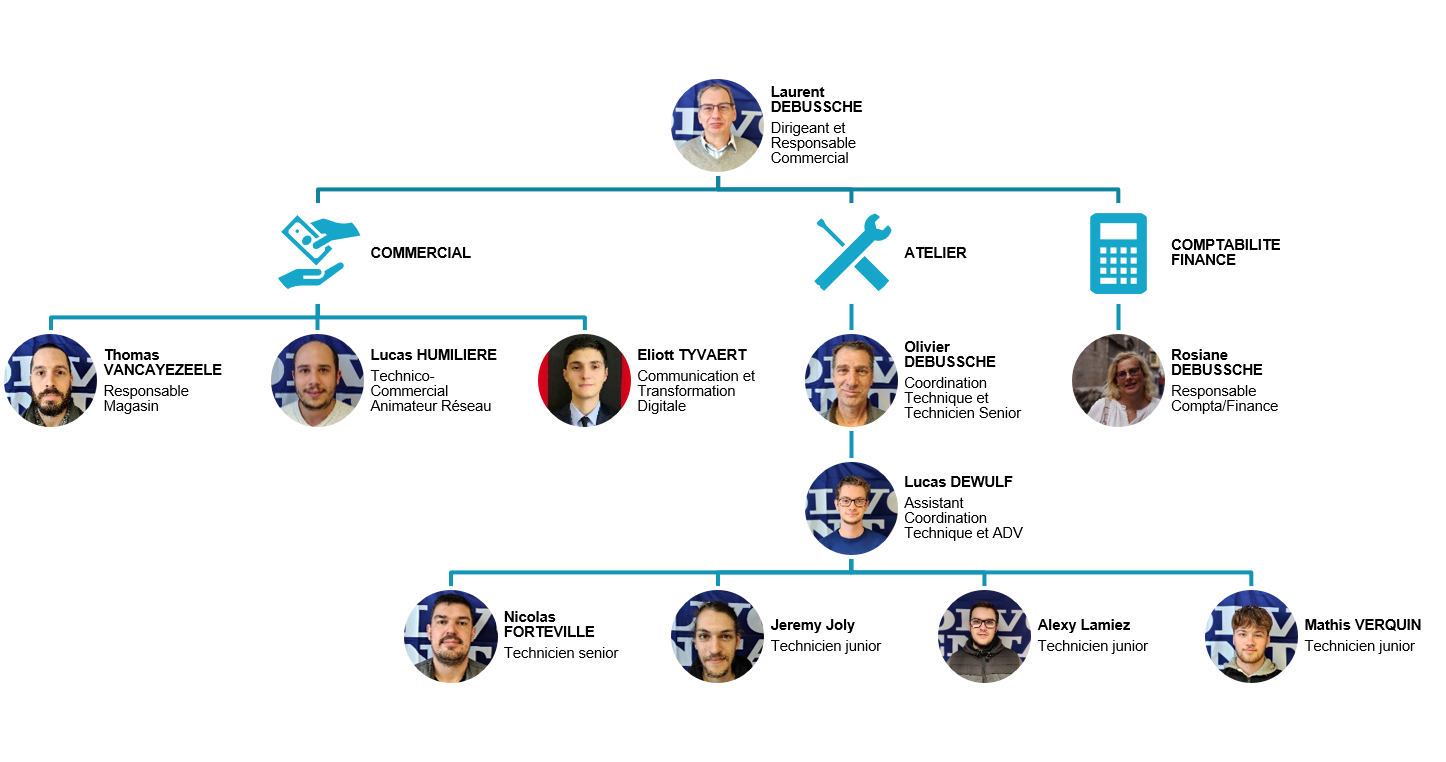 Laurent
DEBUSSCHE
Dirigeant et
Responsable
Commercial
COMMERCIAL
ATELIER
COMPTABILITE
FINANCE
Thomas
VANCAYEZEELE
Responsable
Magasin
Lucas HUMILIERE
Technico-
Commercial
Animateur Réseau
Eliott TYVAERT
Communication et
Transformation
Digitale
Olivier
DEBUSSCHE
Coordination
Technique et
Technicien Senior
Rosiane
DEBUSSCHE
Responsable
Compta/Finance
Lucas DEWULF
Assistant
Coordination
Technique et ADV
Nicolas
FORTEVILLE
Technicien senior
Jeremy Joly
Technicien junior
Alexy Lamiez
Technicien junior
Mathis VERQUIN
Technicien junior